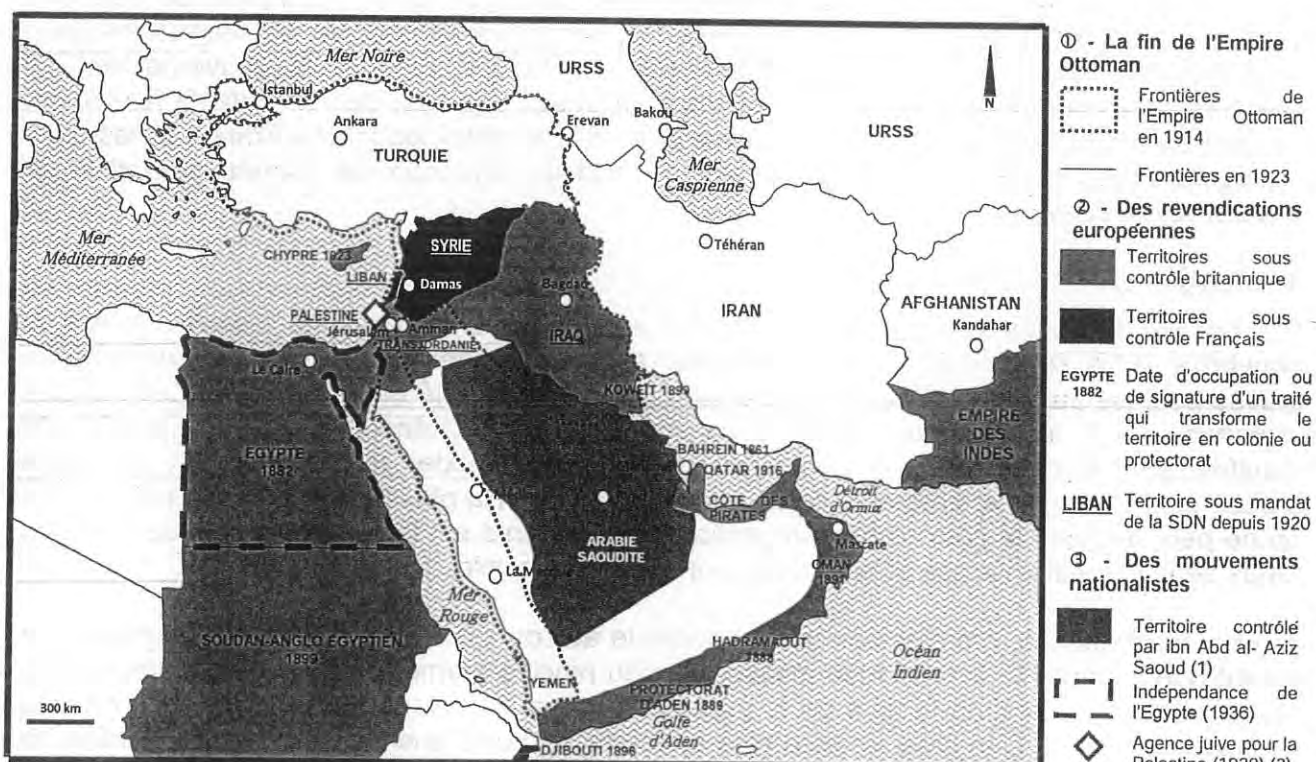 Mer Noire
Istanbul
Ankara
TURQUIE
URSS
Erevan
Bakou
Mer
Caspienne
URSS
N
Mer
Méditerranée
CHYPRE 1823
SYRIE
LIBAN
Damas
PALESTINE
Jérusalem
Amman
TRANSJORDANIE
Bagdad
IRAQ
Téhéran
IRAN
AFGHANISTAN
Kandahar
Le Caire
KOWEIT 1899
EMPIRE
DES
INDES
EGYPTE
1882
BAHREIN 1861
QATAR 1916
CÔTE DES
PIRATES
Détroit
d'Ormuz
Mascate
OMAN
1891
ARABIE
SAOUDITE
Mer
Rouge
SOUDAN-ANGLO EGYPTIEN
1899
HADRAMAOUT
1888
Océan
Indien
YEMEN
PROTECTORAT
D'ADEN 1889
Golfe
d'Aden
DJIBOUTI 1896
300 km
① - La fin de l'Empire
Ottoman
Frontières de
l'Empire Ottoman
en 1914
Frontières en 1923
② - Des revendications
européennes
Territoires sous
contrôle britannique
Territoires sous
contrôle Français
EGYPTE
1882
Date d'occupation ou
de signature d'un traité
qui transforme le
territoire en colonie ou
protectorat
LIBAN
Territoire sous mandat
de la SDN depuis 1920
③ - Des mouvements
nationalistes
Territoire contrôlé
par ibn Abd al- Aziz
Saoud (1)
Indépendance de
l'Egypte (1936)
Agence juive pour la